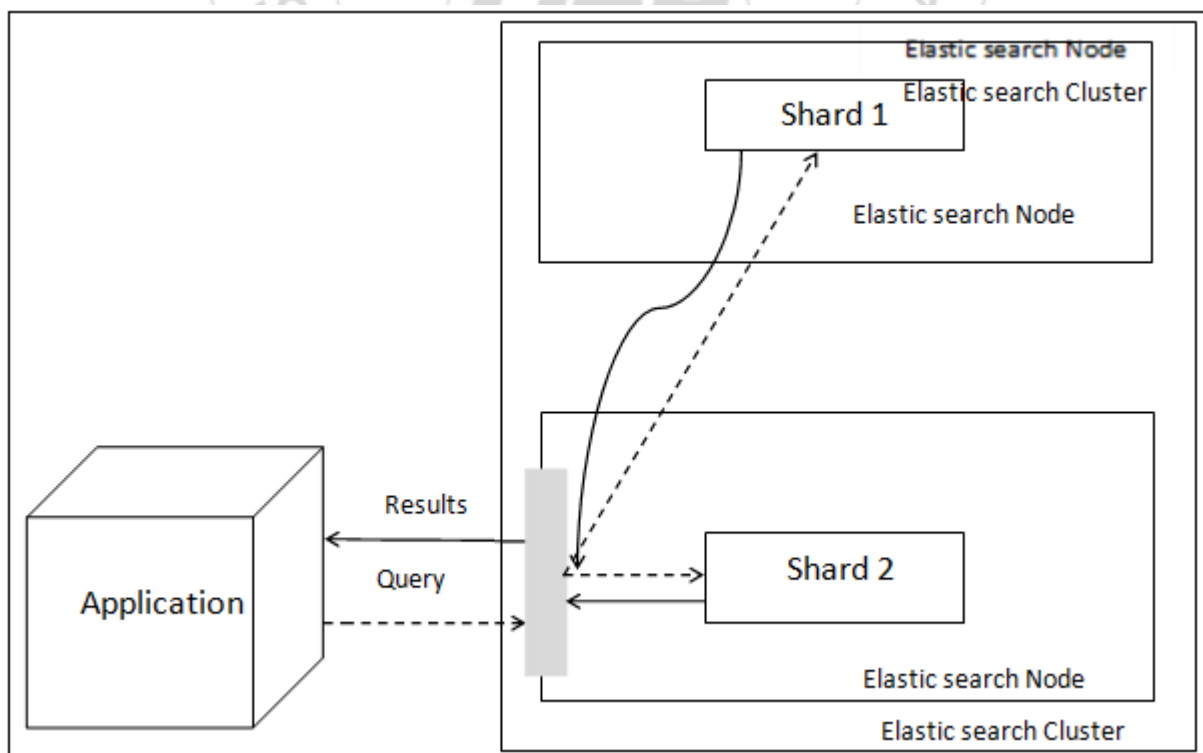 Elastic search Node
Elastic search Cluster
Shard 1
Elastic search Node
Results
Query
Application
Shard 2
Elastic search Node
Elastic search Cluster